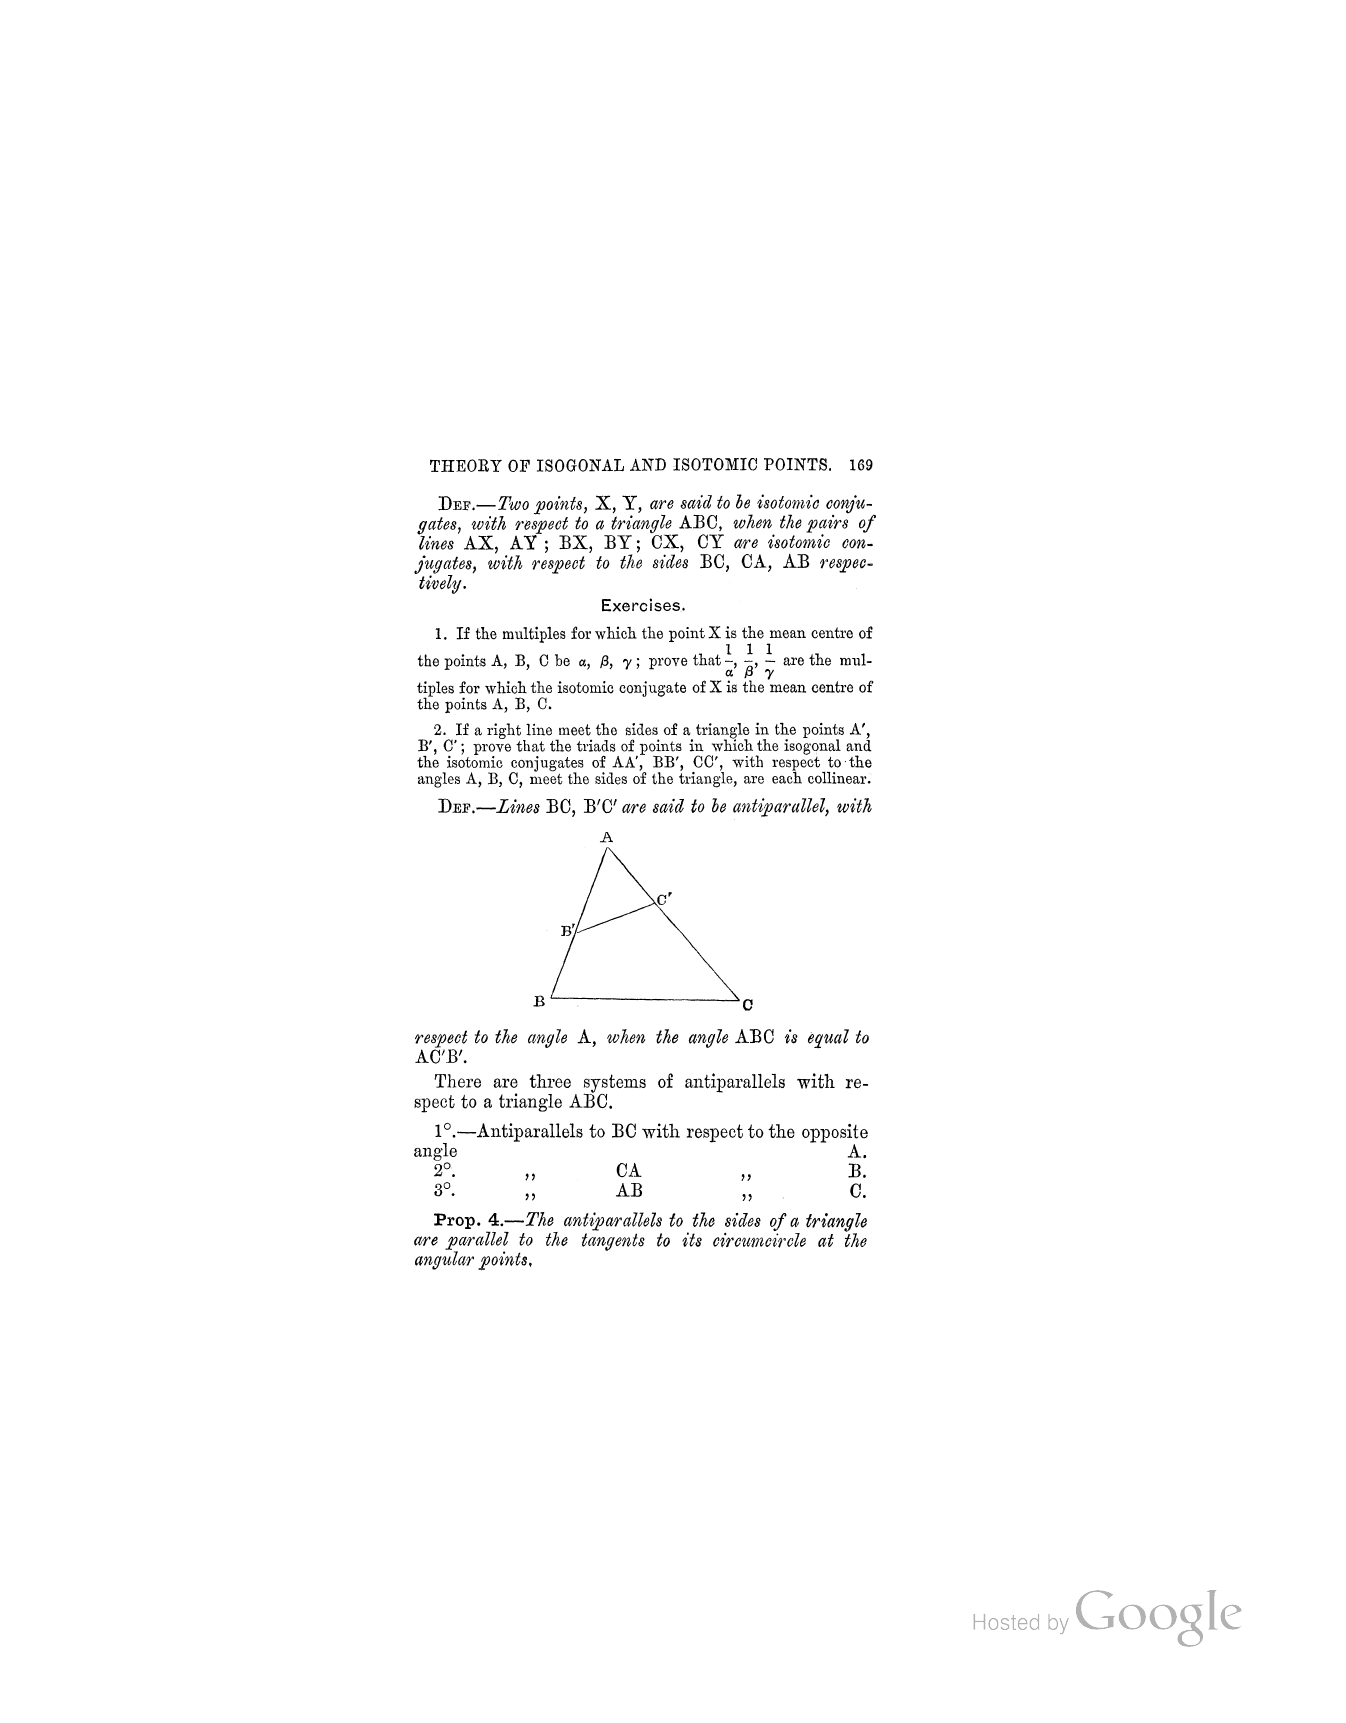 THEORY OF ISOGONAL AND ISOTOMIC POINTS. 169
DEF.—Two points, X, Y, are said to be isotomic conju-
gates, with respect to a triangle ABC, when the pairs of
lines AX, AY ; BX, BY; CX, CY are isotomic con-
jugates, with respect to the sides BC, CA, AB respec-
tively.
Exercises.
1. If the multiples for which the point X is the mean centre of
the points A, B, C be α, β, γ ; prove that 1/α, 1/β, 1/γ are the mul-
tiples for which the isotomic conjugate of X is the mean centre of
the points A, B, C.
2. If a right line meet the sides of a triangle in the points A′,
B′, C′ ; prove that the triads of points in which the isogonal and
the isotomic conjugates of AA′, BB′, CC′, with respect to the
angles A, B, C, meet the sides of the triangle, are each collinear.
DEF.—Lines BC, B′C′ are said to be antiparallel, with
A
C′
B′
B
C
respect to the angle A, when the angle ABC is equal to
AC′B′.
There are three systems of antiparallels with re-
spect to a triangle ABC.
1°.—Antiparallels to BC with respect to the opposite
angle A.
2°. ,, CA ,, B.
3°. ,, AB ,, C.
Prop. 4.—The antiparallels to the sides of a triangle
are parallel to the tangents to its circumcircle at the
angular points.
Hosted by Google